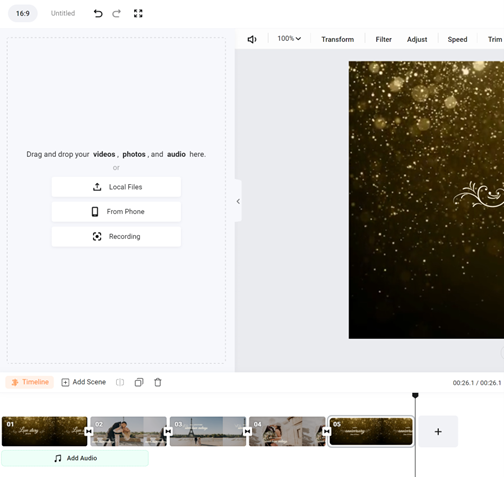 16:9 Untitled
100% Transform Filter Adjust Speed Trim
Drag and drop your videos, photos, and audio here.
or
Local Files
From Phone
Recording
Timeline Add Scene 00:26.1 / 00:26.1
01 02 03 04 05
+
Add Audio